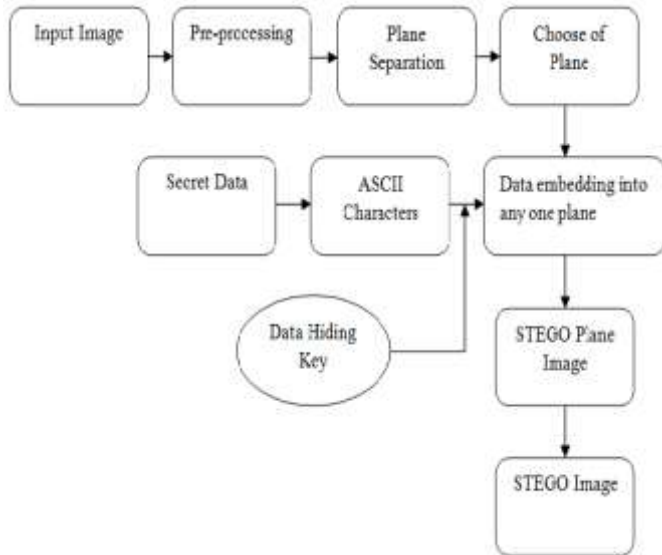 Input Image
Pre-processing
Plane
Separation
Choose of
Plane
Secret Data
ASCII
Characters
Data embedding into
any one plane
Data Hiding
Key
STEGO Plane
Image
STEGO Image